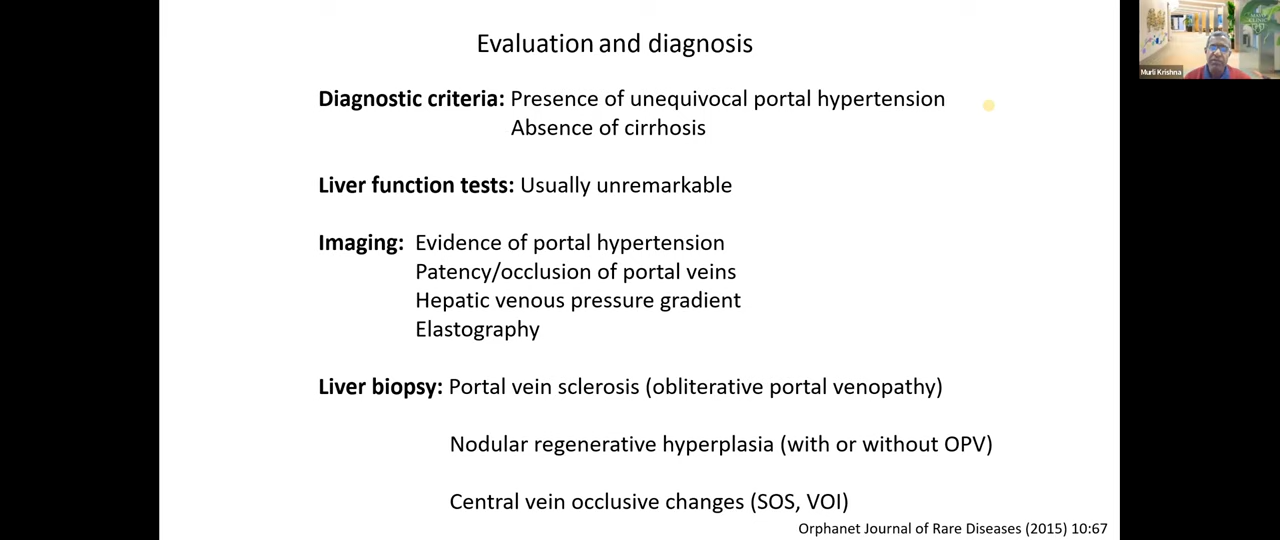 Evaluation and diagnosis
Diagnostic criteria: Presence of unequivocal portal hypertension
Absence of cirrhosis
Liver function tests: Usually unremarkable
Imaging: Evidence of portal hypertension
Patency/occlusion of portal veins
Hepatic venous pressure gradient
Elastography
Liver biopsy: Portal vein sclerosis (obliterative portal venopathy)
Nodular regenerative hyperplasia (with or without OPV)
Central vein occlusive changes (SOS, VOI)
Orphanet Journal of Rare Diseases (2015) 10:67
Murli Krishna